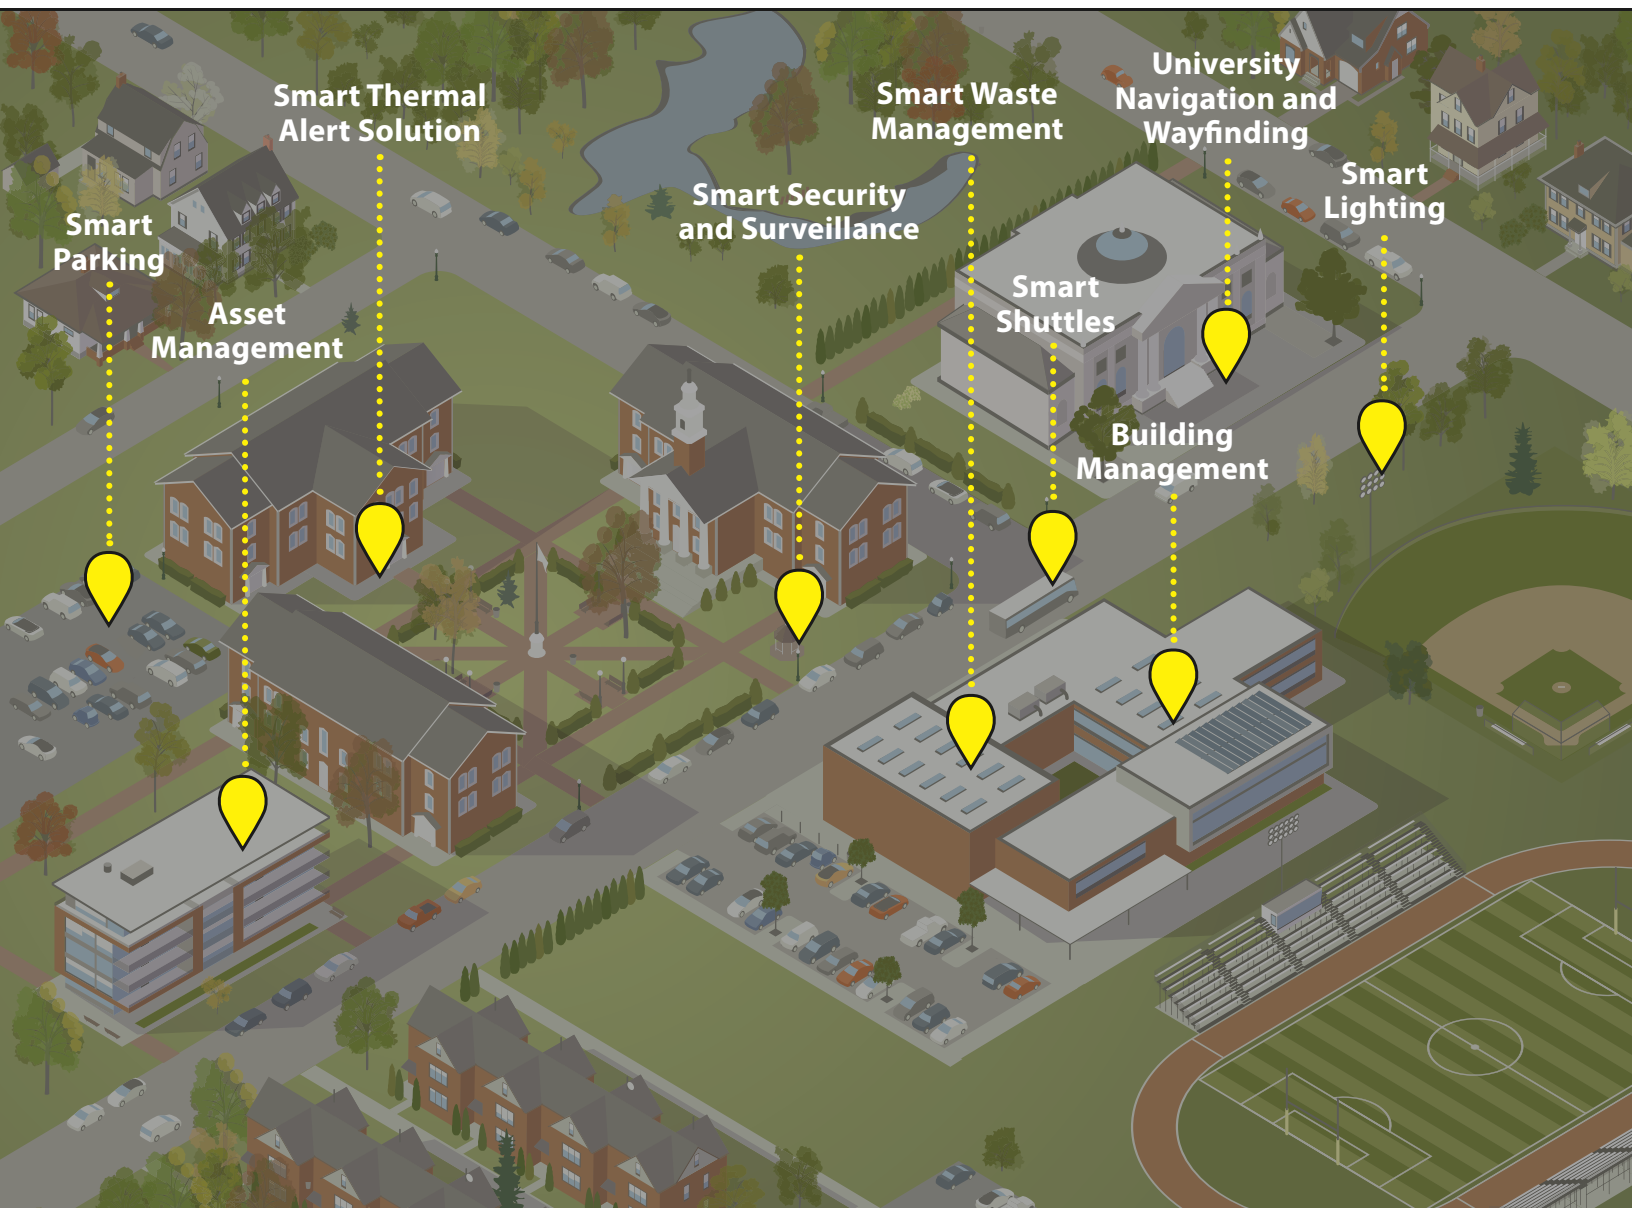 Smart Thermal
Alert Solution
Smart Waste
Management
University
Navigation and
Wayfinding
Smart
Parking
Smart Security
and Surveillance
Smart
Lighting
Asset
Management
Smart
Shuttles
Building
Management